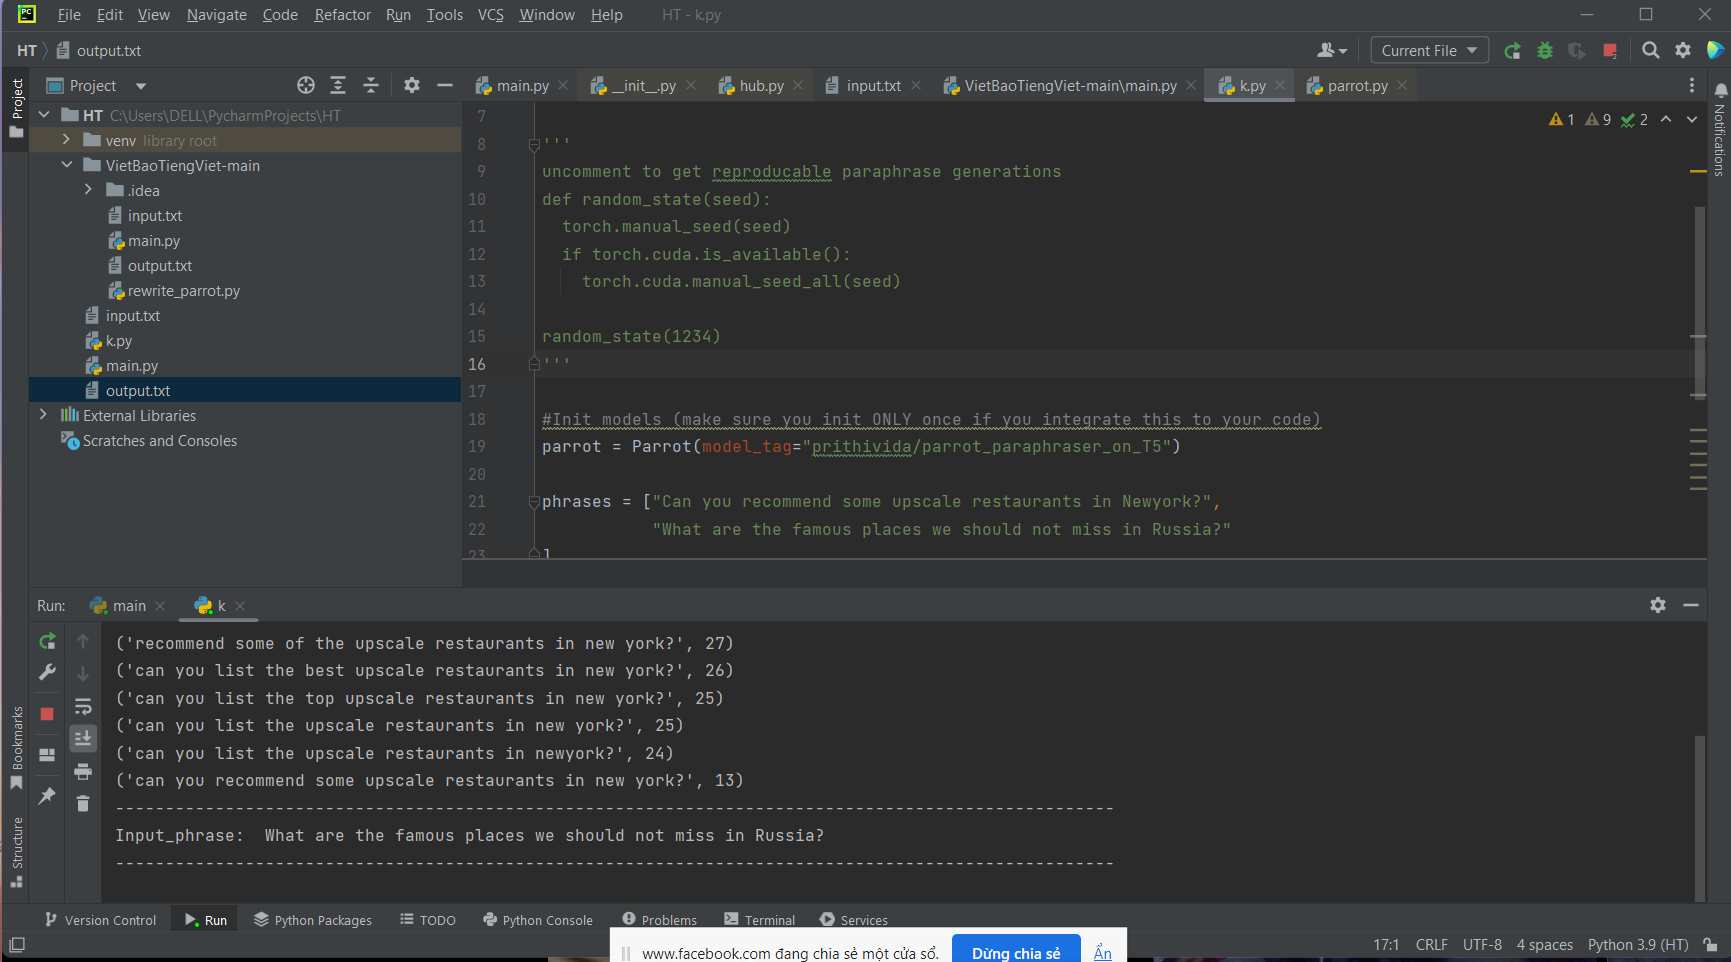 PC File Edit View Navigate Code Refactor Run Tools VCS Window Help HT - k.py
HT output.txt Current File
Project
Project main.py __init__.py hub.py input.txt VietBaoTiengViet-main\main.py k.py parrot.py
Notifications
HT C:\Users\DELL\PycharmProjects\HT
venv library root
VietBaoTiengViet-main
.idea
input.txt
main.py
output.txt
rewrite_parrot.py
input.txt
k.py
main.py
output.txt
External Libraries
Scratches and Consoles
1 9 2
7
8 '''
9 uncomment to get reproducable paraphrase generations
10 def random_state(seed):
11 torch.manual_seed(seed)
12 if torch.cuda.is_available():
13 torch.cuda.manual_seed_all(seed)
14
15 random_state(1234)
16 '''
17
18 #Init models (make sure you init ONLY once if you integrate this to your code)
19 parrot = Parrot(model_tag="prithivida/parrot_paraphraser_on_T5")
20
21 phrases = ["Can you recommend some upscale restaurants in Newyork?",
22 "What are the famous places we should not miss in Russia?"
23 ]
Run: main k
('recommend some of the upscale restaurants in new york?', 27)
('can you list the best upscale restaurants in new york?', 26)
('can you list the top upscale restaurants in new york?', 25)
('can you list the upscale restaurants in new york?', 25)
('can you list the upscale restaurants in newyork?', 24)
('can you recommend some upscale restaurants in new york?', 13)
----------------------------------------------------------------------------------------------------
Input_phrase:  What are the famous places we should not miss in Russia?
----------------------------------------------------------------------------------------------------
Bookmarks
Structure
Version Control Run Python Packages TODO Python Console Problems Terminal Services
www.facebook.com đang chia sẻ một cửa sổ. Dừng chia sẻ Ẩn
17:1 CRLF UTF-8 4 spaces Python 3.9 (HT)